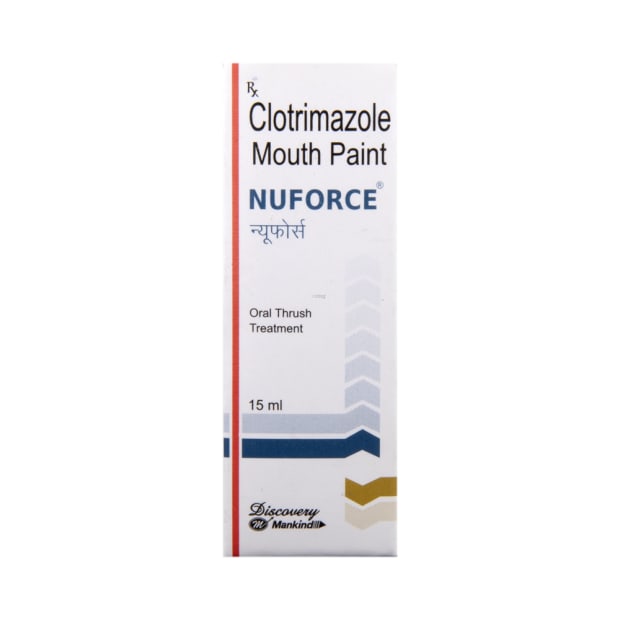 Rx
Clotrimazole
Mouth Paint
NUFORCE®
न्यूफोर्स
Oral Thrush
Treatment
15 ml
Discovery
M Mankind